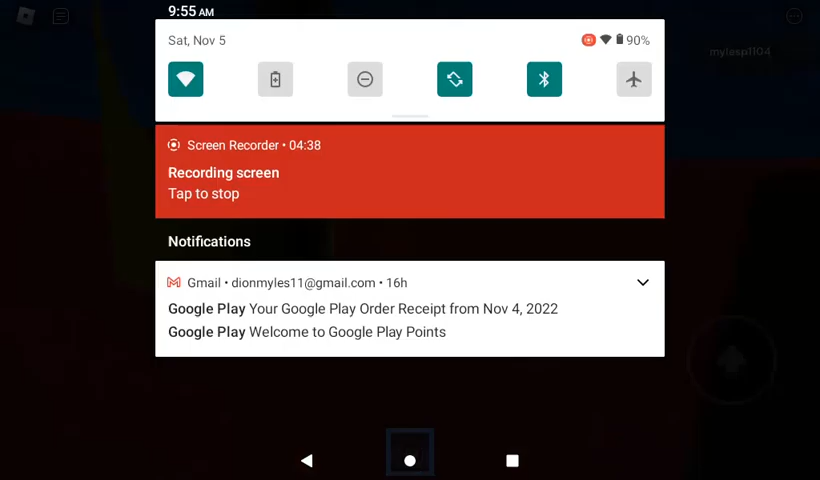 9:55 AM
Sat, Nov 5
90%
mylesp1104
Screen Recorder • 04:38
Recording screen
Tap to stop
Notifications
Gmail • dionmyles11@gmail.com • 16h
Google Play Your Google Play Order Receipt from Nov 4, 2022
Google Play Welcome to Google Play Points